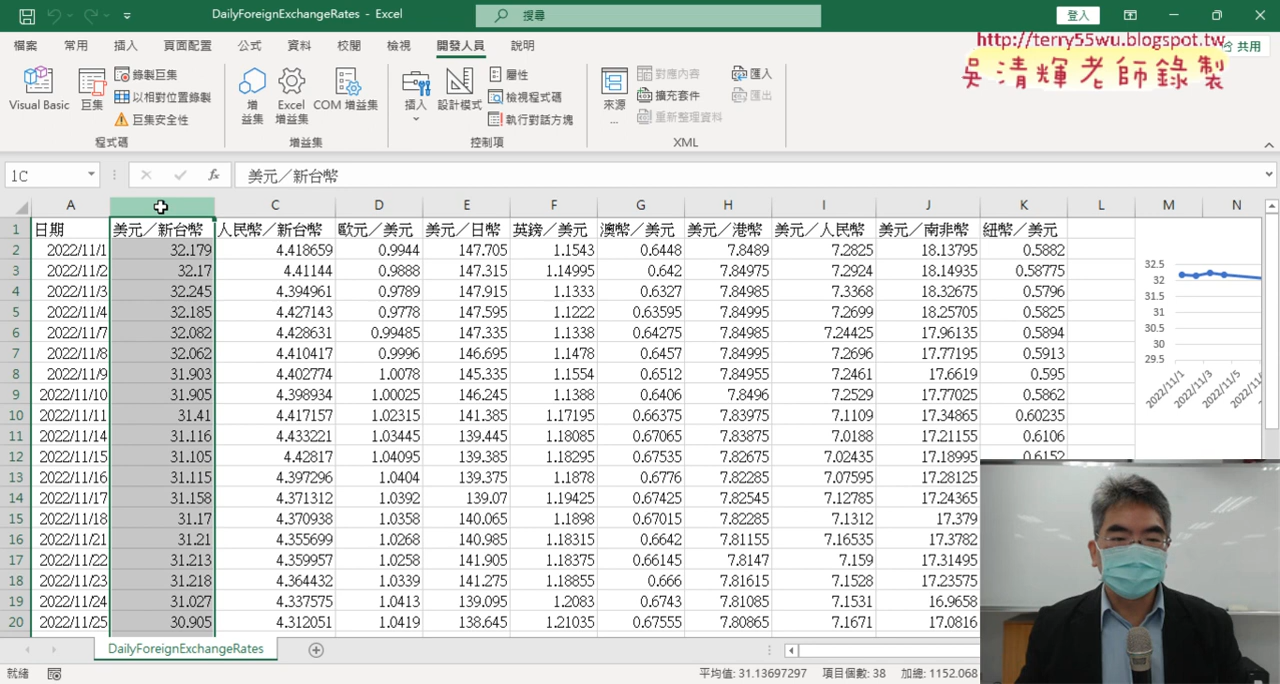 DailyForeignExchangeRates - Excel
搜尋
登入
檔案 常用 插入 頁面配置 公式 資料 校閱 檢視 開發人員 說明
共用
http://terry55wu.blogspot.tw
吳清輝老師錄製
Visual Basic
巨集
錄製巨集
以相對位置錄製
巨集安全性
程式碼
增益集
Excel 增益集
COM 增益集
增益集
插入
設計模式
屬性
檢視程式碼
執行對話方塊
控制項
來源
對應內容
擴充套件
重新整理資料
匯入
匯出
XML
1C
fx
美元／新台幣
A C D E F G H I J K L M N
1 日期 美元／新台幣 人民幣／新台幣 歐元／美元 美元／日幣 英鎊／美元 澳幣／美元 美元／港幣 美元／人民幣 美元／南非幣 紐幣／美元
2 2022/11/1 32.179 4.418659 0.9944 147.705 1.1543 0.6448 7.8489 7.2825 18.13795 0.5882
3 2022/11/2 32.17 4.41144 0.9888 147.315 1.14995 0.642 7.84975 7.2924 18.14935 0.58775
4 2022/11/3 32.245 4.394961 0.9789 147.915 1.1333 0.6327 7.84985 7.3368 18.32675 0.5796
5 2022/11/4 32.185 4.427143 0.9778 147.595 1.1222 0.63595 7.84985 7.2699 18.25705 0.5825
6 2022/11/7 32.082 4.428631 0.99485 147.335 1.1338 0.64275 7.84985 7.24425 17.96135 0.5894
7 2022/11/8 32.062 4.410417 0.9996 146.695 1.1478 0.6457 7.84995 7.2696 17.77195 0.5913
8 2022/11/9 31.903 4.402774 1.0078 145.335 1.1554 0.6512 7.84955 7.2461 17.6619 0.595
9 2022/11/10 31.905 4.398934 1.00025 146.245 1.1388 0.6406 7.8496 7.2529 17.77025 0.5862
10 2022/11/11 31.41 4.417157 1.02315 141.385 1.17195 0.66375 7.83975 7.1109 17.34865 0.60235
11 2022/11/14 31.116 4.433221 1.03445 139.445 1.18085 0.67065 7.83875 7.0188 17.21155 0.6106
12 2022/11/15 31.105 4.42817 1.04095 139.385 1.18295 0.67535 7.82675 7.02435 17.18995 0.6152
13 2022/11/16 31.115 4.397296 1.0404 139.375 1.1878 0.6776 7.82285 7.07595 17.28125
14 2022/11/17 31.158 4.371312 1.0392 139.07 1.19425 0.67425 7.82545 7.12785 17.24365
15 2022/11/18 31.17 4.370938 1.0358 140.065 1.1898 0.67015 7.82285 7.1312 17.379
16 2022/11/21 31.21 4.355699 1.0268 140.985 1.18315 0.6642 7.81155 7.16535 17.3782
17 2022/11/22 31.213 4.359957 1.0258 141.905 1.18375 0.66145 7.8147 7.159 17.31495
18 2022/11/23 31.218 4.364432 1.0339 141.275 1.18855 0.666 7.81615 7.1528 17.23575
19 2022/11/24 31.027 4.337575 1.0413 139.095 1.2083 0.6743 7.81085 7.1531 16.9658
20 2022/11/25 30.905 4.312051 1.0419 138.645 1.21035 0.67555 7.80865 7.1671 17.0816
32.5
32
31.5
31
30.5
30
29.5
2022/11/1 2022/11/3 2022/11/5
DailyForeignExchangeRates
就緒
平均值: 31.13697297 項目個數: 38 加總: 1152.068